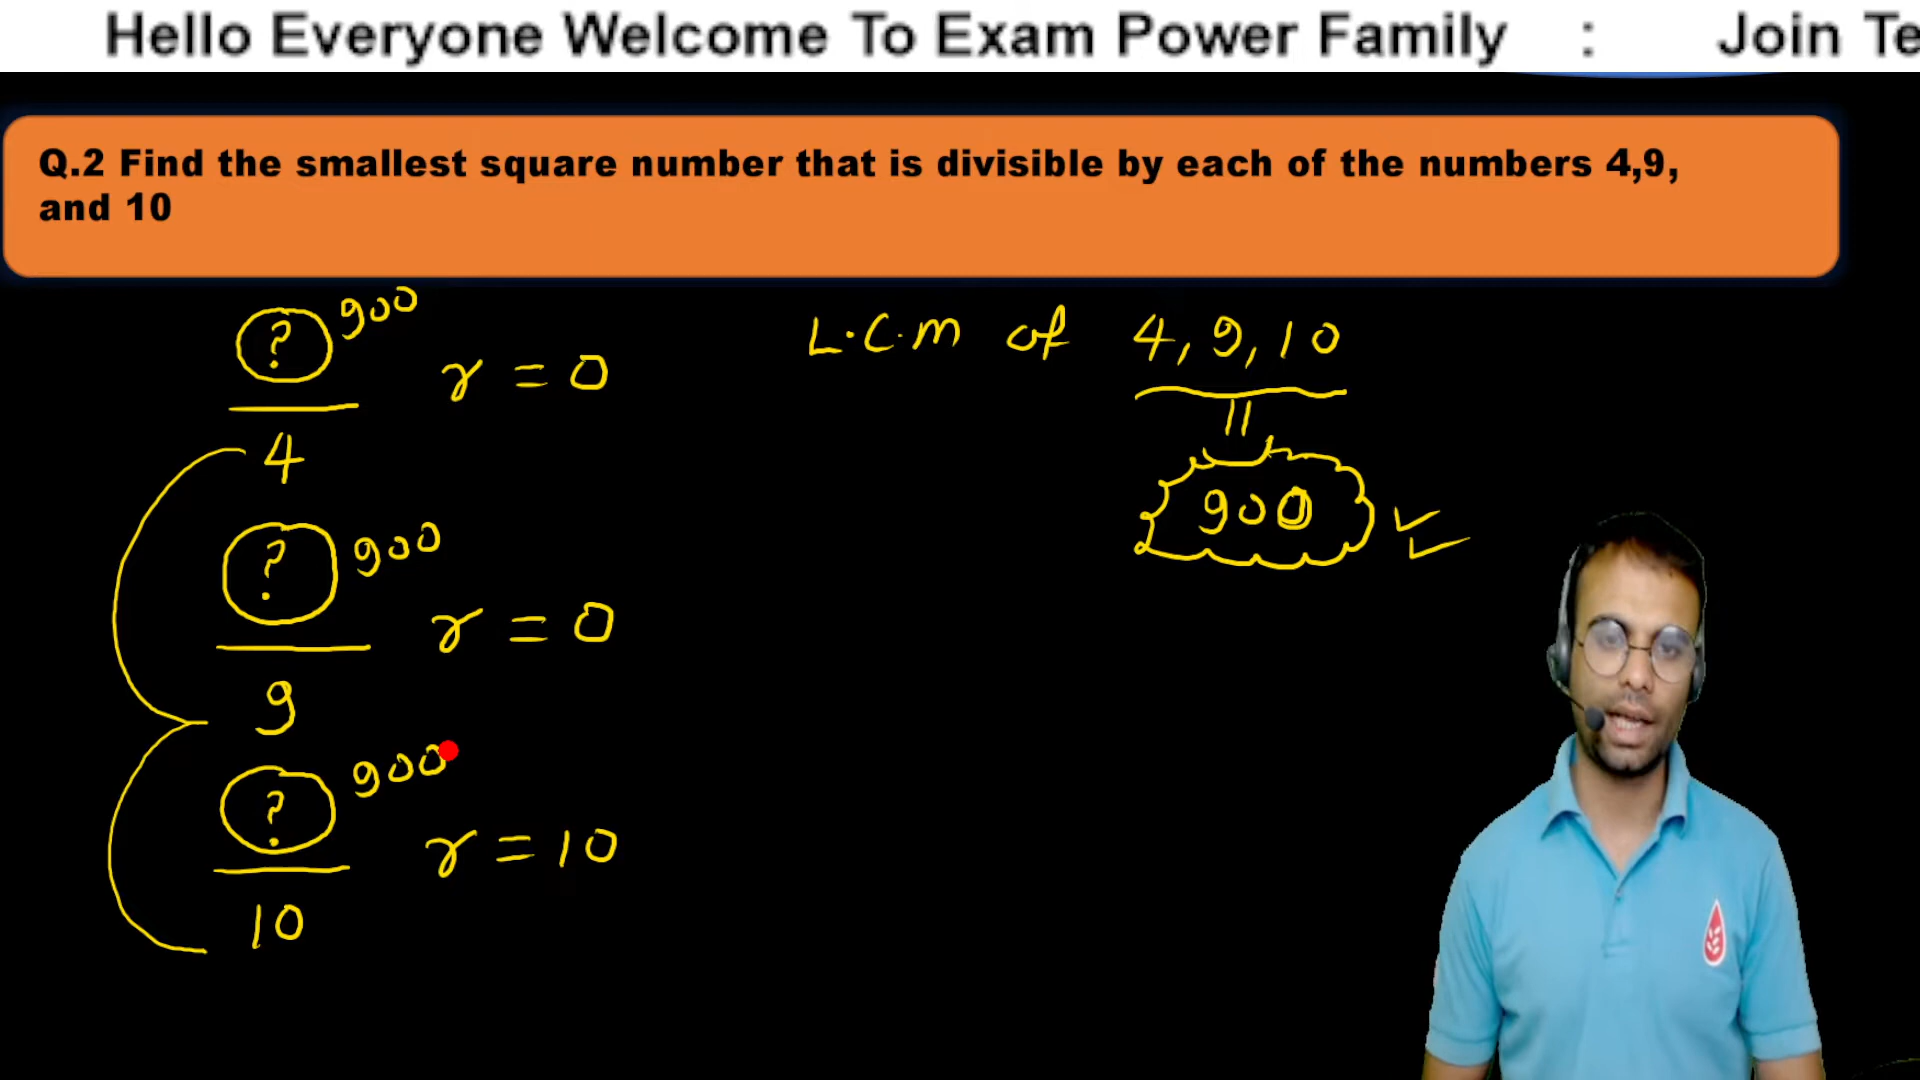 Hello Everyone Welcome To Exam Power Family : Join Te
Q.2 Find the smallest square number that is divisible by each of the numbers 4,9,
and 10
? 900
r = 0
4
? 900
r = 0
9
? 900
r = 10
10
L.C.M of 4, 9, 10
11
900